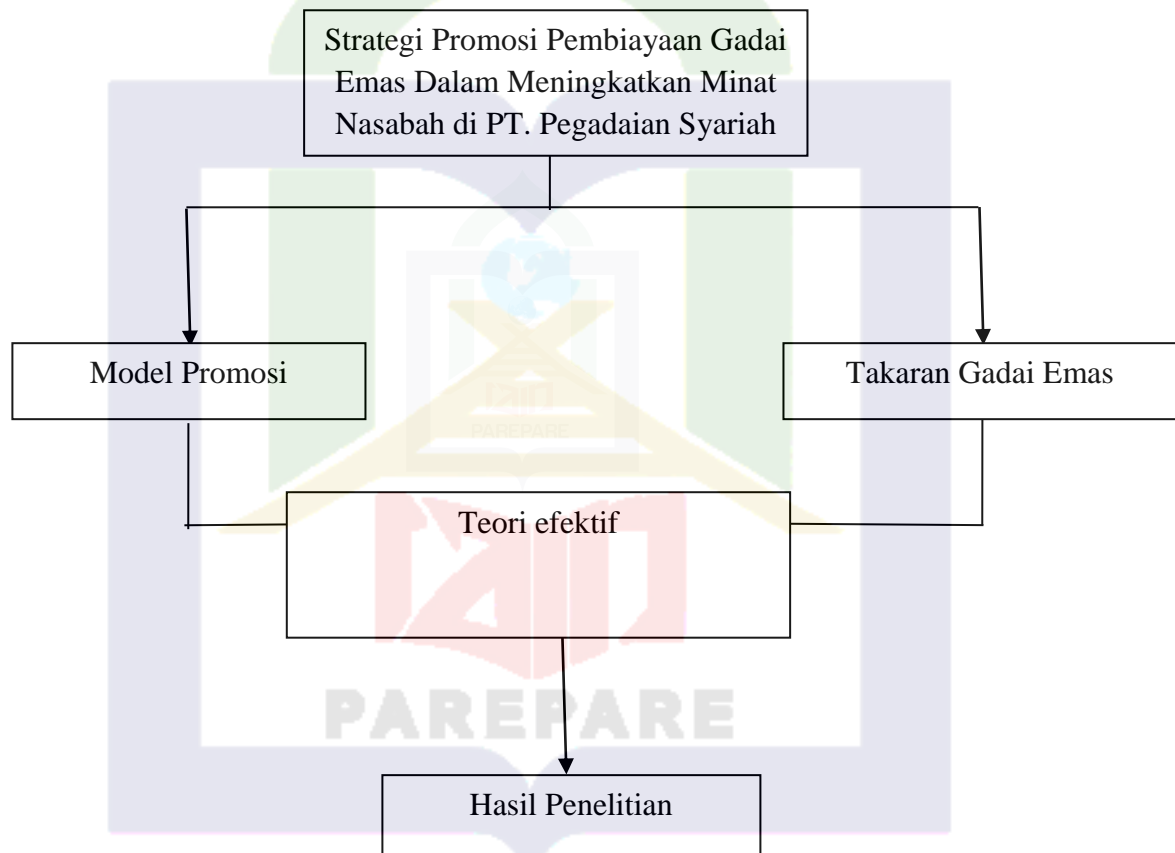 Strategi Promosi Pembiayaan Gadai
Emas Dalam Meningkatkan Minat
Nasabah di PT. Pegadaian Syariah
Model Promosi
Takaran Gadai Emas
PAREPARE
Teori efektif
PAREPARE
Hasil Penelitian